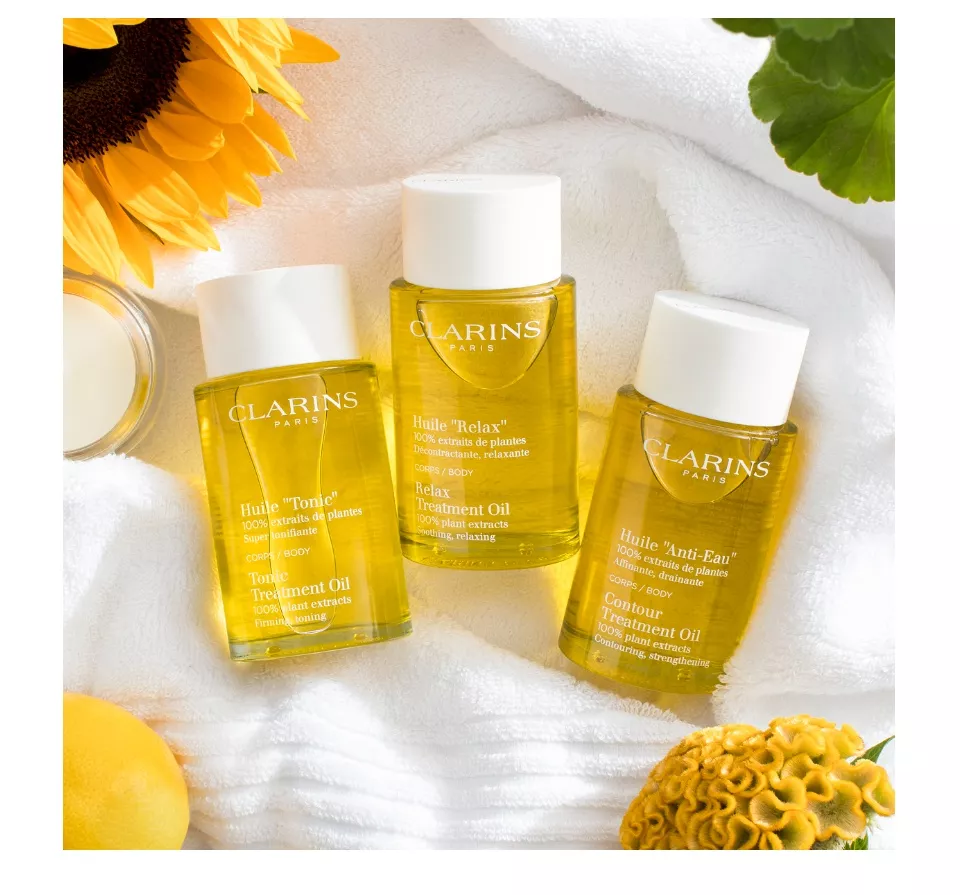 CLARINS
PARIS
Huile "Tonic"
100% extraits de plantes
Super tonifiante
CORPS / BODY
Tonic
Treatment Oil
100% plant extracts
Firming, toning
CLARINS
PARIS
Huile "Relax"
100% extraits de plantes
Décontractante, relaxante
CORPS / BODY
Relax
Treatment Oil
100% plant extracts
Soothing, relaxing
CLARINS
PARIS
Huile "Anti-Eau"
100% extraits de plantes
Affinante, drainante
CORPS / BODY
Contour
Treatment Oil
100% plant extracts
Contouring, strengthening